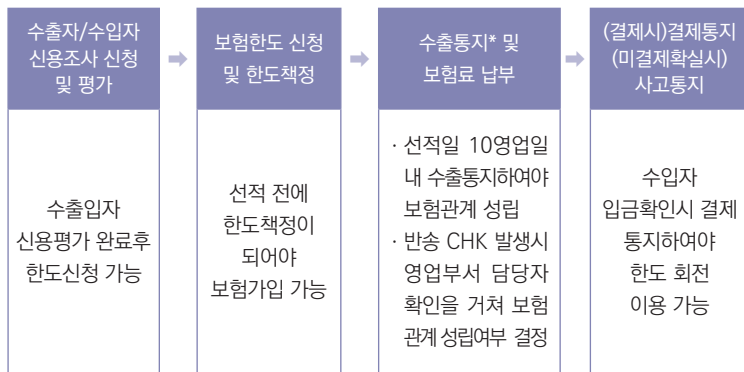 수출자/수입자
신용조사 신청
및 평가
수출입자
신용평가 완료후
한도신청 가능
보험한도 신청
및 한도책정
선적 전에
한도책정이
되어야
보험가입 가능
수출통지* 및
보험료 납부
· 선적일 10영업일
내 수출통지하여야
보험관계 성립
· 반송 CHK 발생시
영업부서 담당자
확인을 거쳐 보험
관계 성립여부 결정
(결제시)결제통지
(미결제확실시)
사고통지
수입자
입금확인시 결제
통지하여야
한도 회전
이용 가능